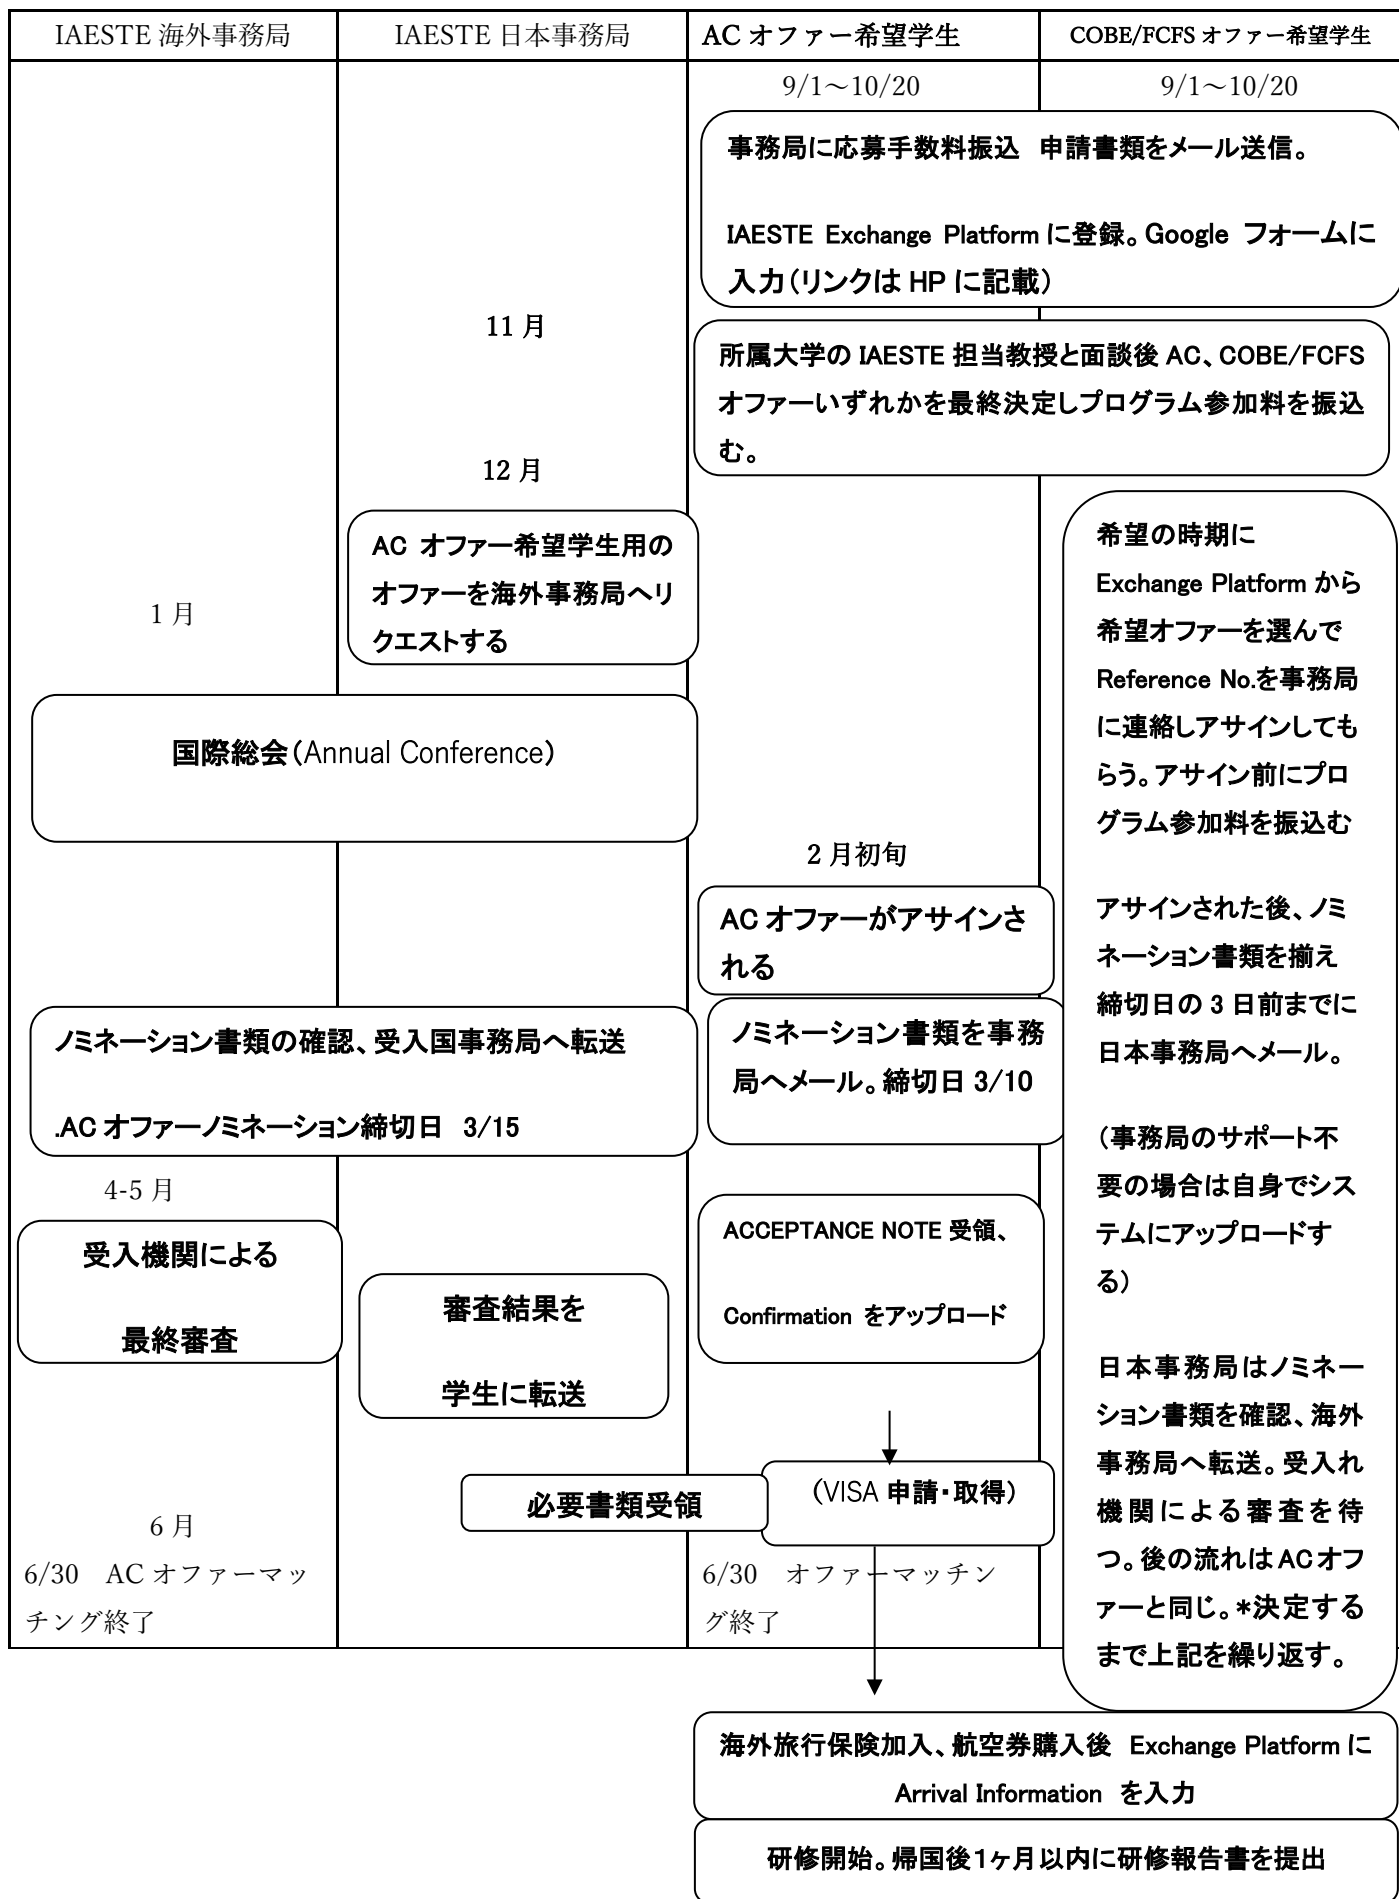 IAESTE 海外事務局
IAESTE 日本事務局
AC オファー希望学生
COBE/FCFS オファー希望学生
9/1～10/20
9/1～10/20
事務局に応募手数料振込　申請書類をメール送信。
IAESTE Exchange Platform に登録。Google フォームに
入力（リンクは HP に記載）
11 月
所属大学の IAESTE 担当教授と面談後 AC、COBE/FCFS
オファーいずれかを最終決定しプログラム参加料を振込
む。
12 月
AC オファー希望学生用の
オファーを海外事務局へリ
クエストする
1 月
国際総会（Annual Conference）
2 月初旬
AC オファーがアサインさ
れる
ノミネーション書類の確認、受入国事務局へ転送
.AC オファーノミネーション締切日　3/15
ノミネーション書類を事務
局へメール。締切日 3/10
4-5 月
受入機関による
最終審査
審査結果を
学生に転送
ACCEPTANCE NOTE 受領、
Confirmation をアップロード
必要書類受領
（VISA 申請・取得）
6 月
6/30　AC オファーマッ
チング終了
6/30　オファーマッチン
グ終了
希望の時期に
Exchange Platform から
希望オファーを選んで
Reference No.を事務局
に連絡しアサインしても
らう。アサイン前にプロ
グラム参加料を振込む
アサインされた後、ノミ
ネーション書類を揃え
締切日の 3 日前までに
日本事務局へメール。
（事務局のサポート不
要の場合は自身でシス
テムにアップロードす
る）
日本事務局はノミネー
ション書類を確認、海外
事務局へ転送。受入れ
機関による審査を待
つ。後の流れは AC オフ
ァーと同じ。*決定する
まで上記を繰り返す。
海外旅行保険加入、航空券購入後　Exchange Platform に
Arrival Information を入力
研修開始。帰国後１ヶ月以内に研修報告書を提出